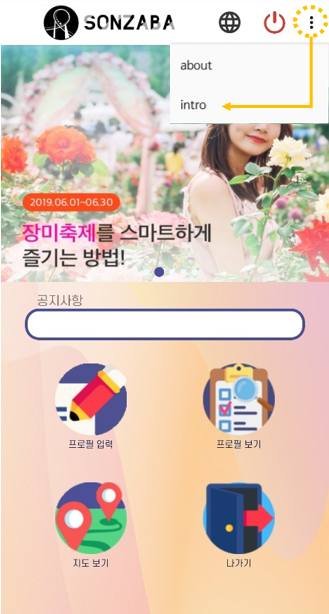 SONZABA
about
intro
2019.06.01~06.30
장미축제를 스마트하게
즐기는 방법!
공지사항
프로필 입력
프로필 보기
지도 보기
나가기